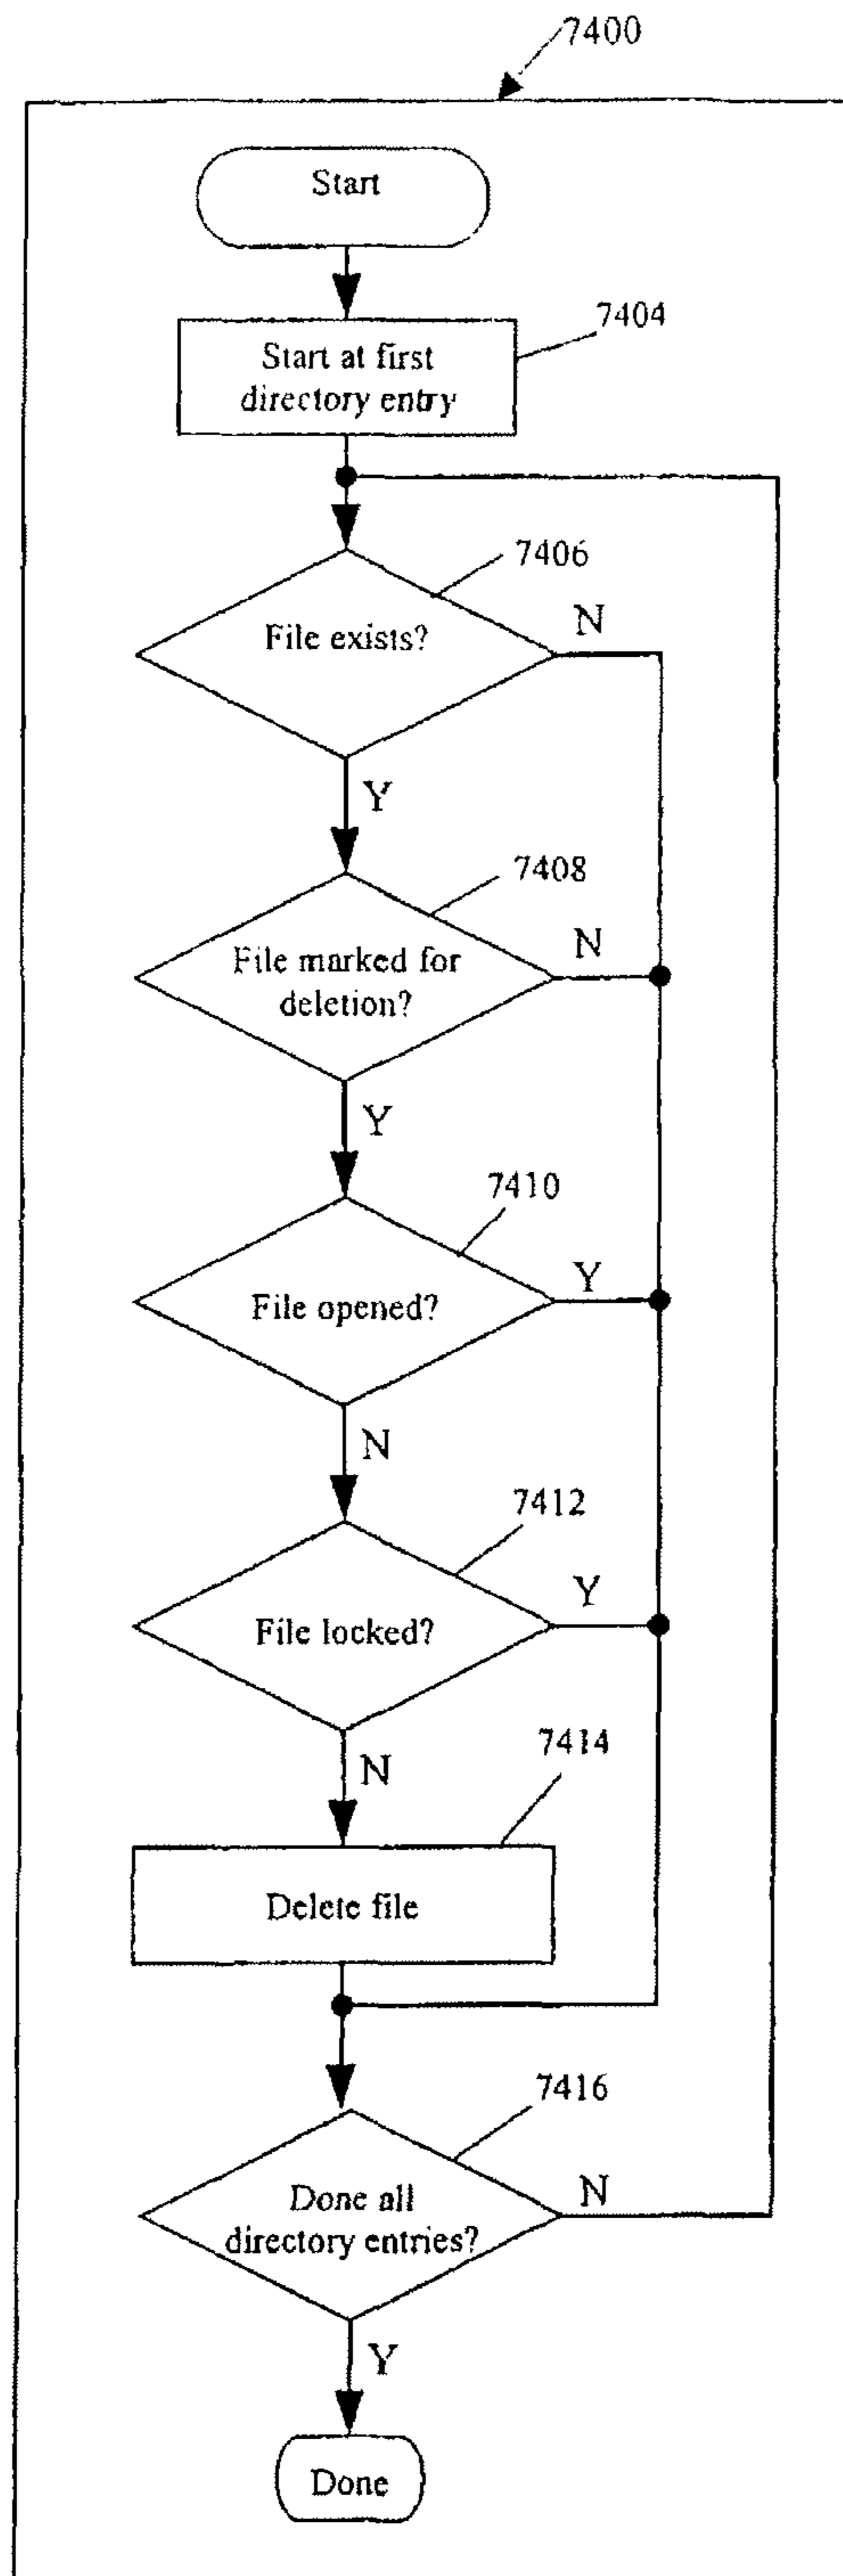 7400
Start
7404
Start at first
directory entry
7406
File exists?
N
Y
7408
File marked for
deletion?
N
Y
7410
File opened?
Y
N
7412
File locked?
Y
N
7414
Delete file
7416
Done all
directory entries?
N
Y
Done